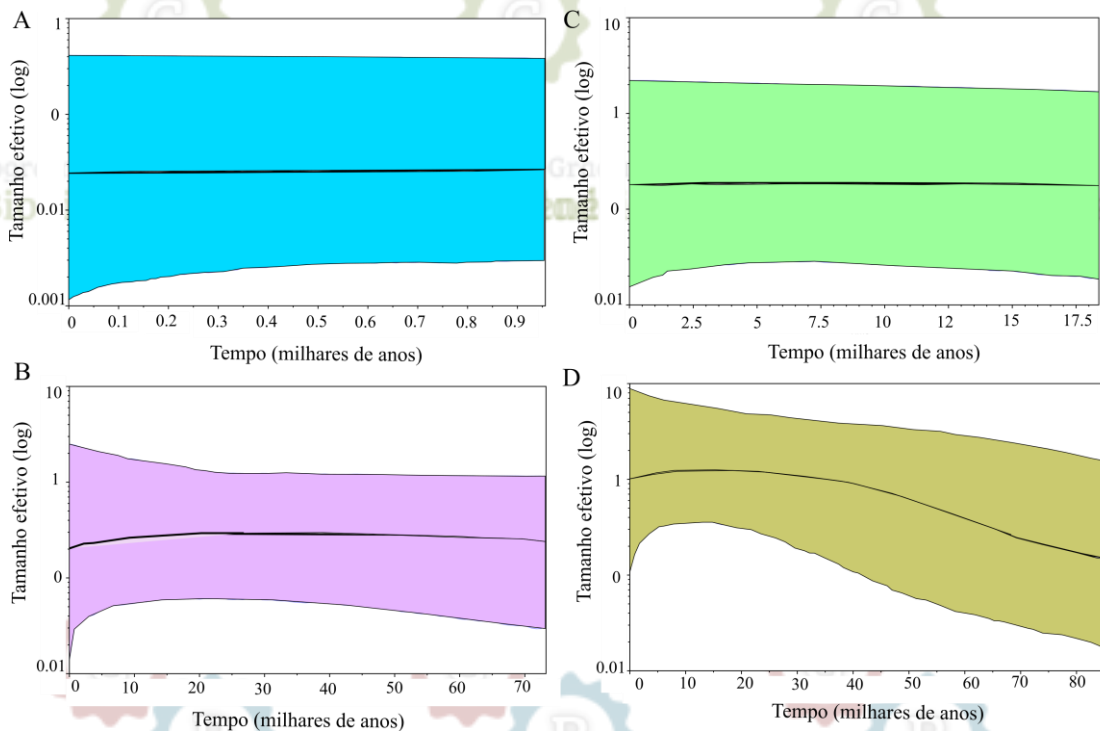 A
Tamanho efetivo (log)
1
0
0.01
0.001
0 0.1 0.2 0.3 0.4 0.5 0.6 0.7 0.8 0.9
Tempo (milhares de anos)
C
Tamanho efetivo (log)
10
1
0
0.01
0 2.5 5 7.5 10 12.5 15 17.5
Tempo (milhares de anos)
B
Tamanho efetivo (log)
10
1
0
0.01
0 10 20 30 40 50 60 70
Tempo (milhares de anos)
D
Tamanho efetivo (log)
10
1
0
0.01
0 10 20 30 40 50 60 70 80
Tempo (milhares de anos)